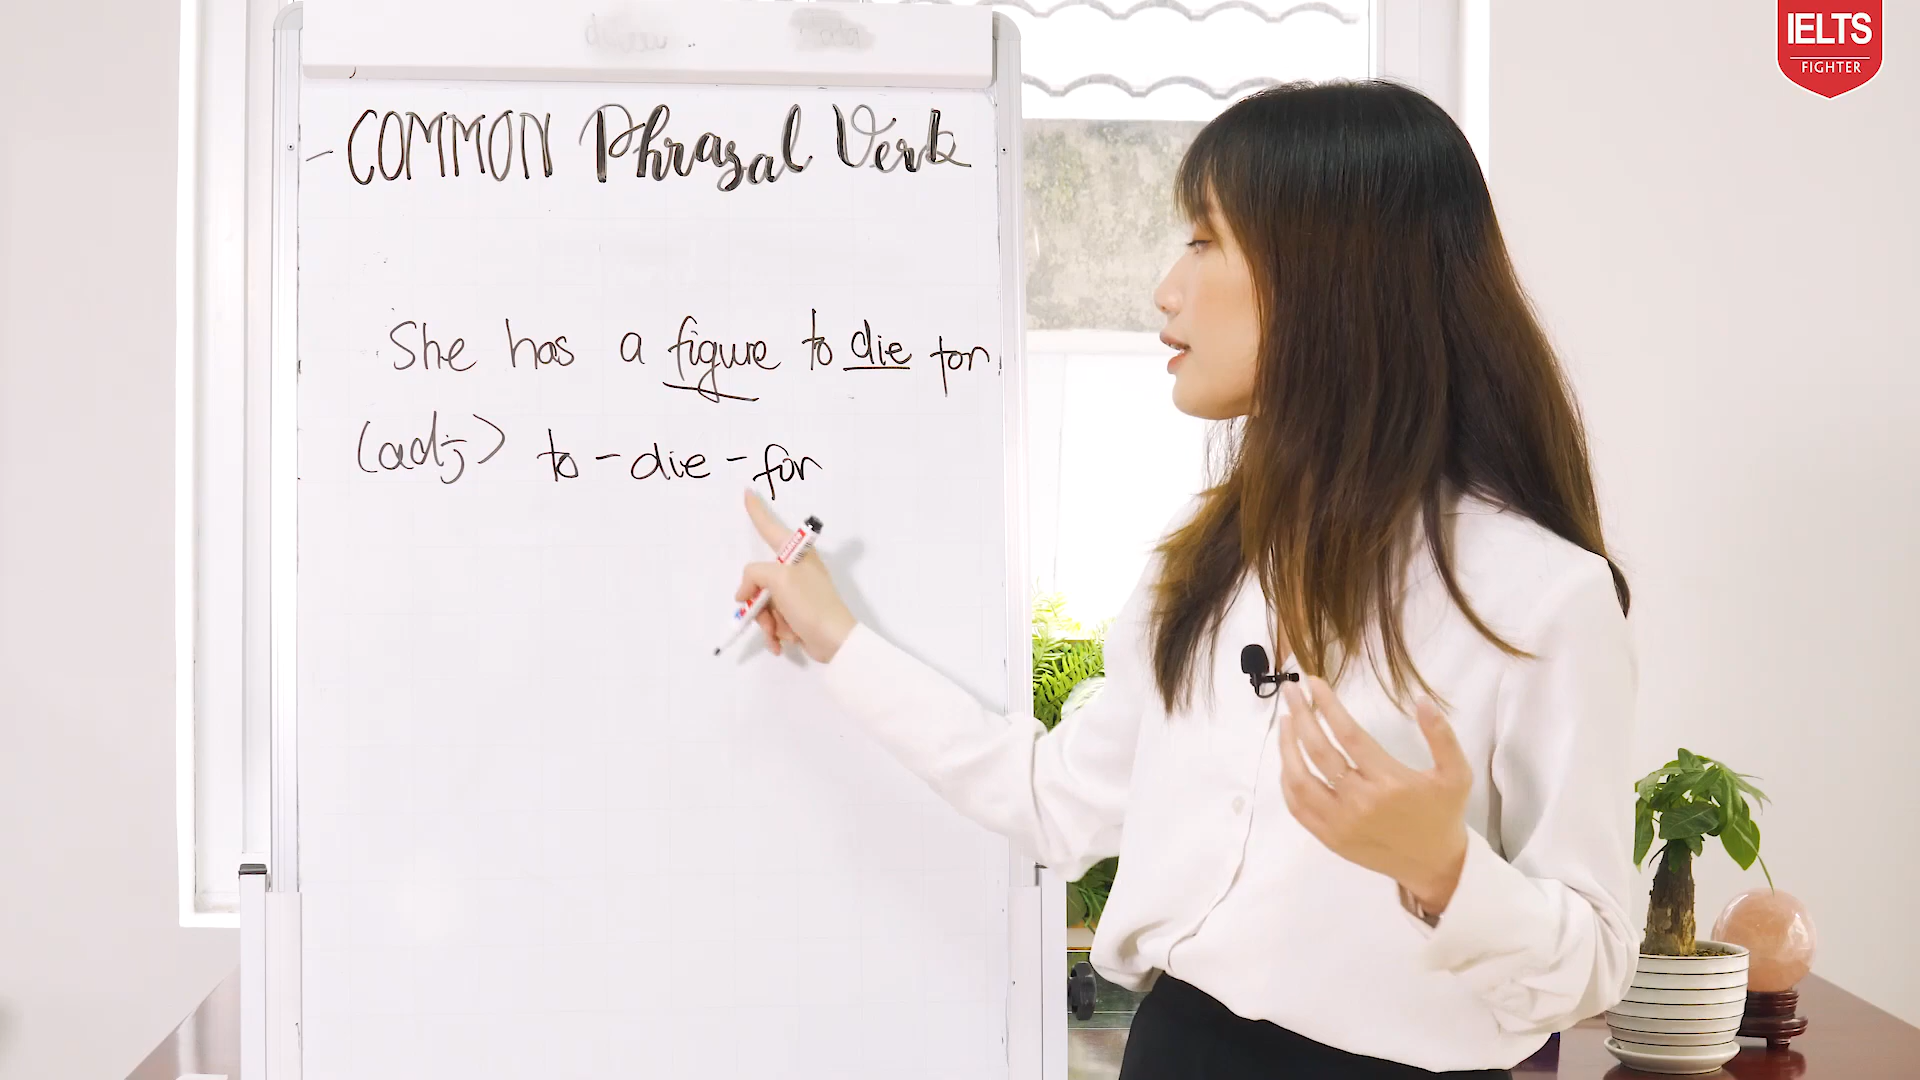 IELTS
FIGHTER
- COMMON Phrasal Verb
She has a figure to die for
(adj) to-die-for